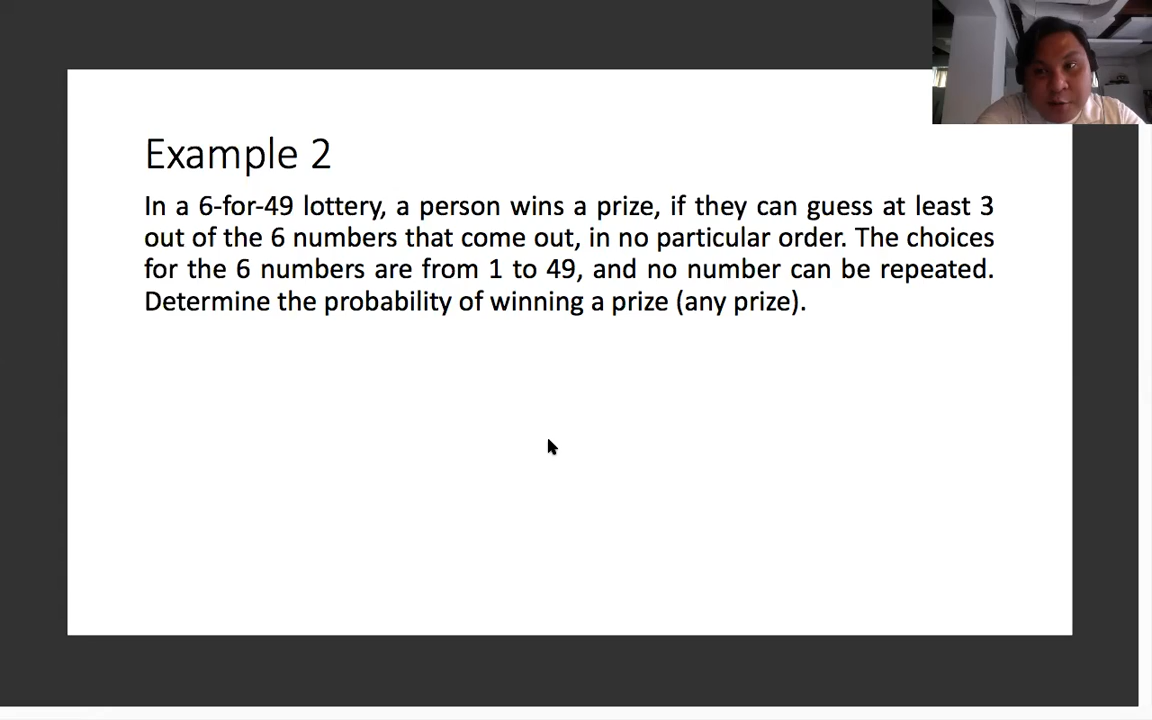 Example 2
In a 6-for-49 lottery, a person wins a prize, if they can guess at least 3
out of the 6 numbers that come out, in no particular order. The choices
for the 6 numbers are from 1 to 49, and no number can be repeated.
Determine the probability of winning a prize (any prize).